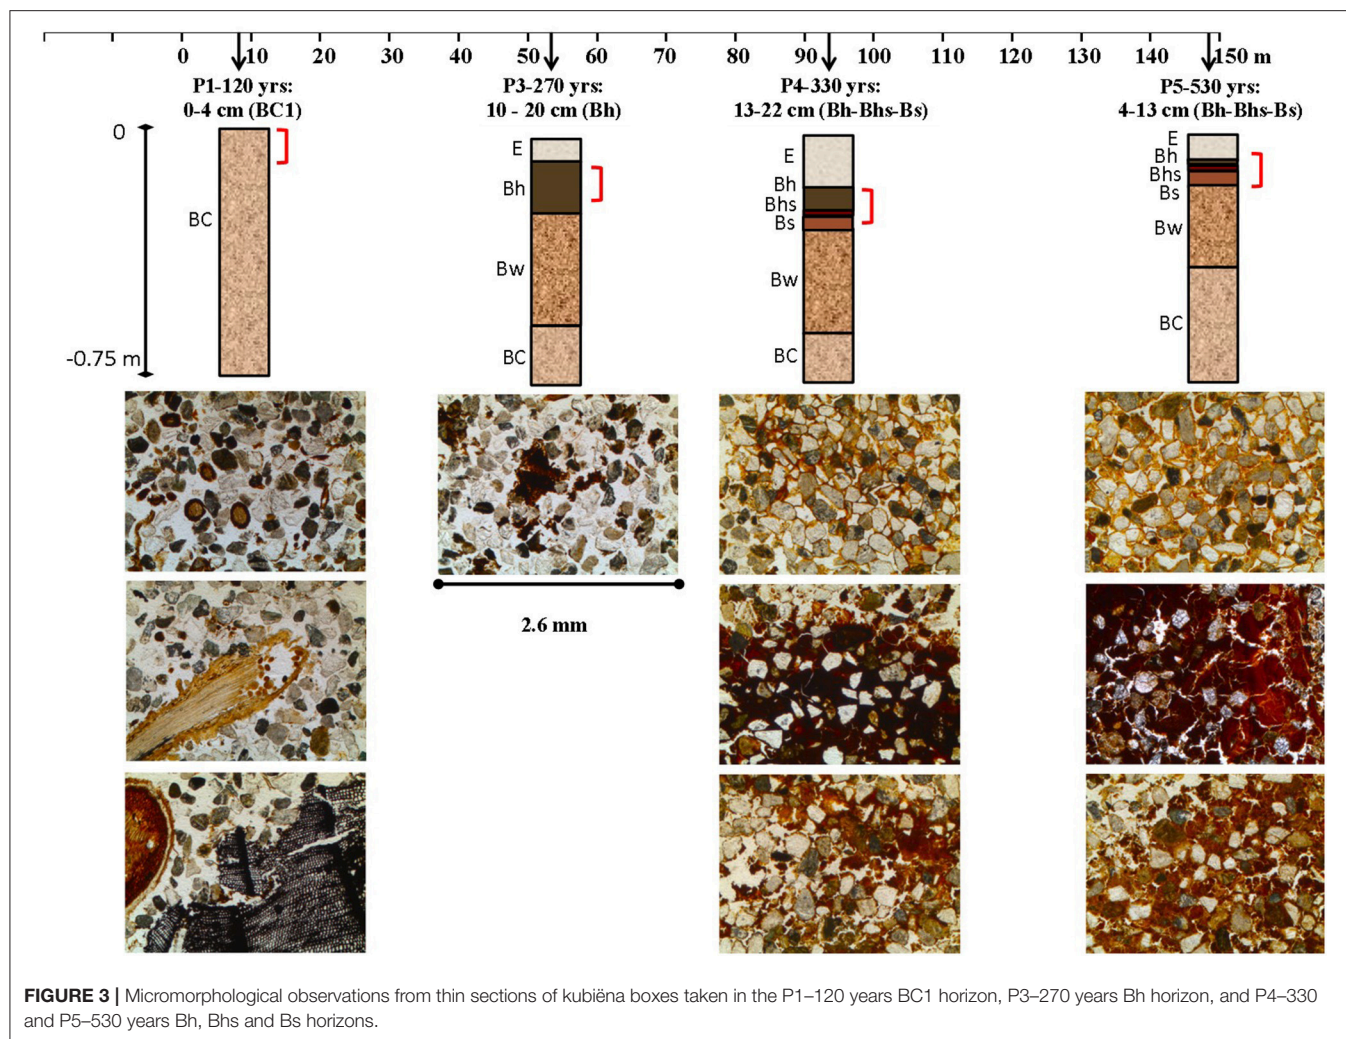 0 10 20 30 40 50 60 70 80 90 100 110 120 130 140 150 m
P1-120 yrs:
0-4 cm (BC1)
P3-270 yrs:
10 - 20 cm (Bh)
P4-330 yrs:
13-22 cm (Bh-Bhs-Bs)
P5-530 yrs:
4-13 cm (Bh-Bhs-Bs)
0
-0.75 m
BC
E
Bh
Bw
BC
E
Bh
Bhs
Bs
Bw
BC
E
Bh
Bhs
Bs
Bw
BC
2.6 mm
FIGURE 3 | Micromorphological observations from thin sections of kubiëna boxes taken in the P1–120 years BC1 horizon, P3–270 years Bh horizon, and P4–330
and P5–530 years Bh, Bhs and Bs horizons.